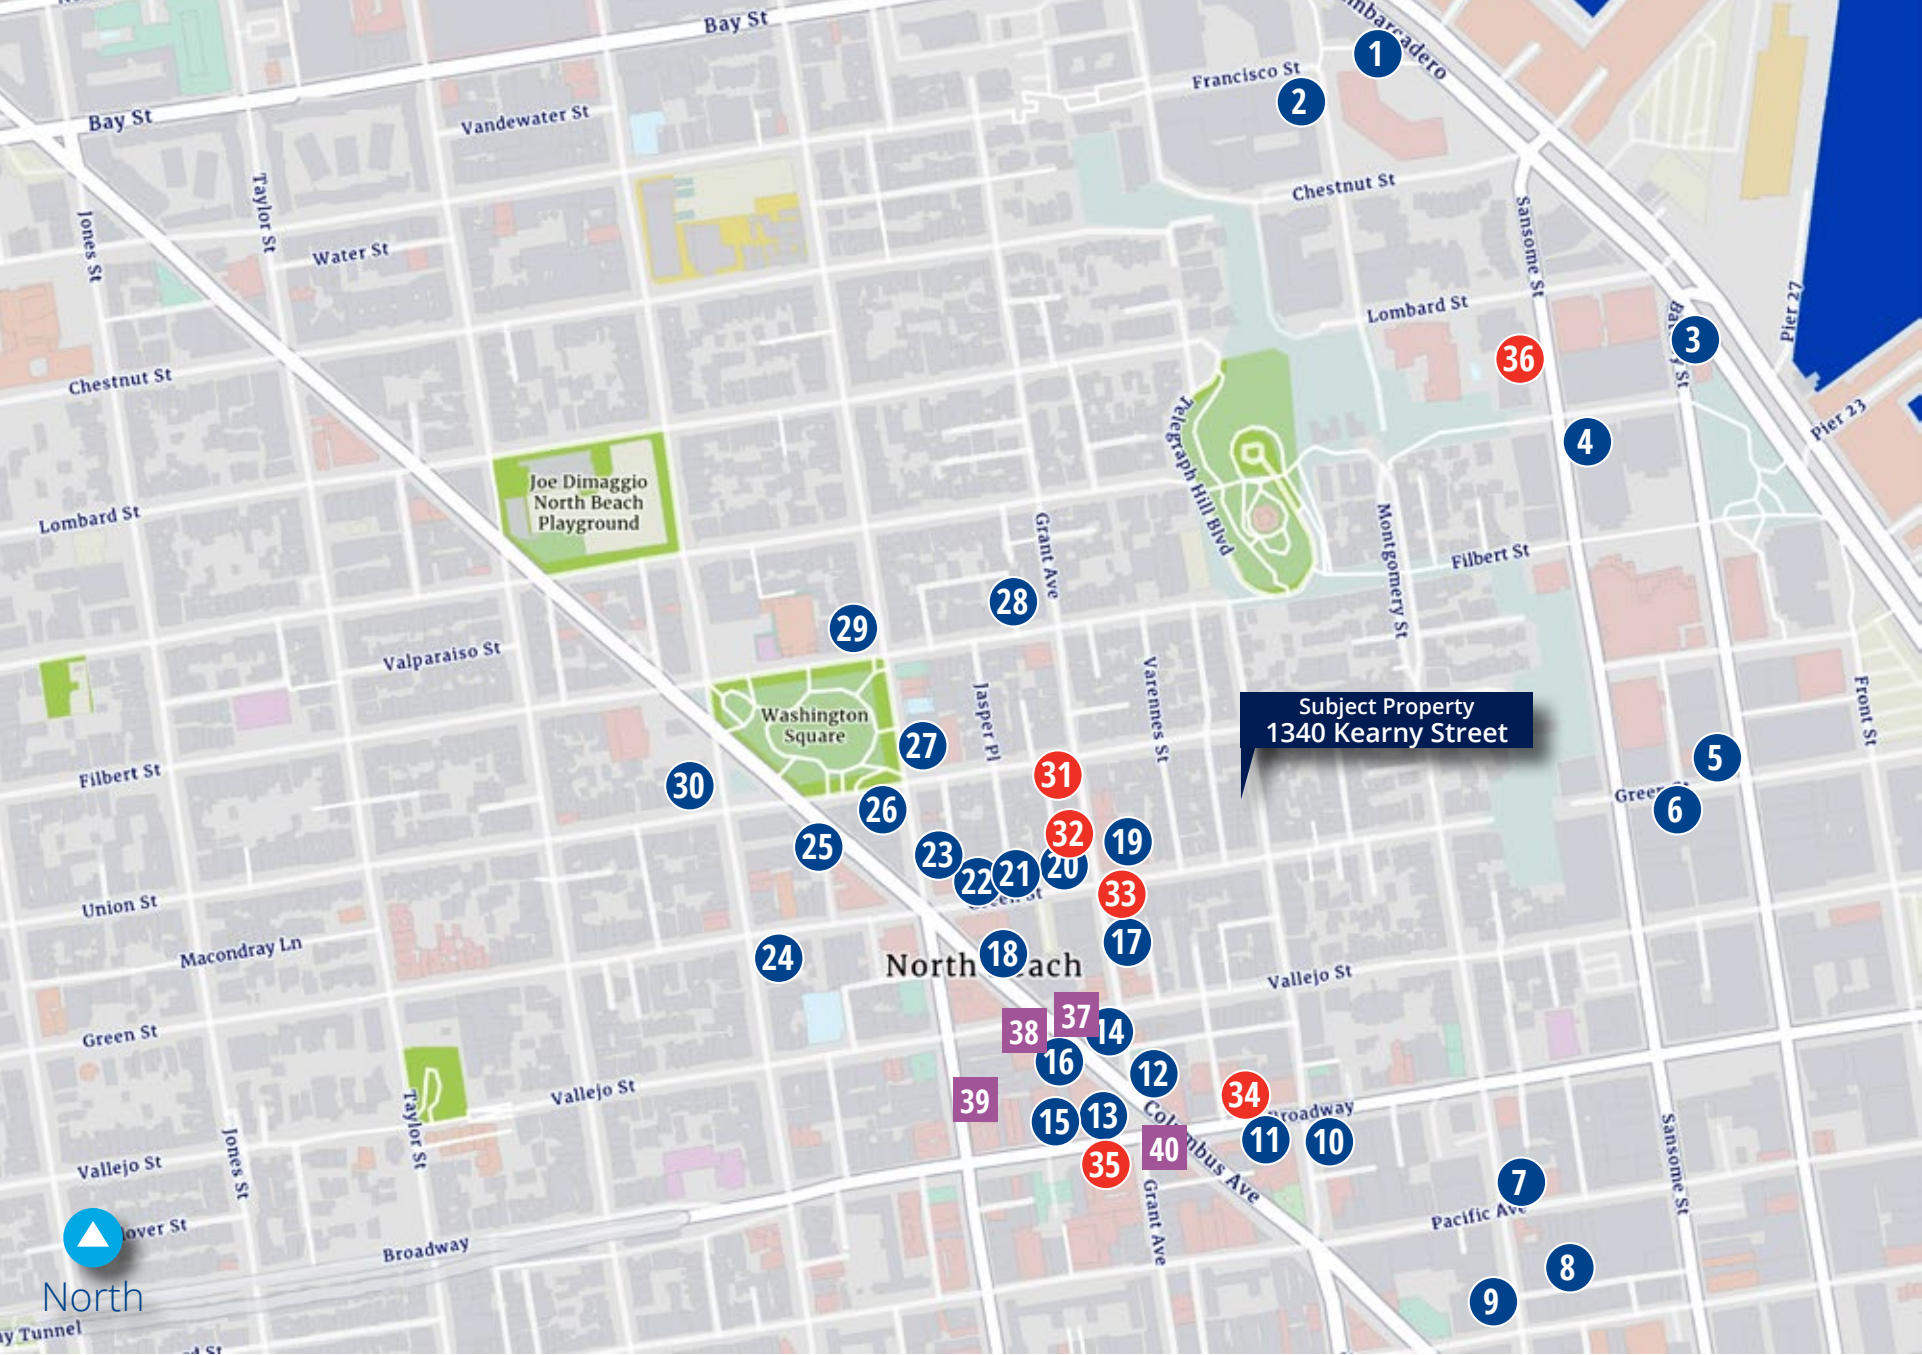 Bay St
Embarcadero
1
Francisco St
2
Bay St
Vandewater St
Chestnut St
Taylor St
Jones St
Water St
Sansome St
Lombard St
Pier 27
3
36
Chestnut St
Pier 23
4
Telegraph Hill Blvd
Joe Dimaggio
North Beach
Playground
Lombard St
Grant Ave
Montgomery St
Filbert St
28
29
Valparaiso St
Jasper Pl
Varennes St
Washington
Square
Subject Property
1340 Kearny Street
Front St
27
5
Filbert St
31
30
26
6
32
19
25
23
20
21
22
33
Green St
Union St
17
Macondray Ln
18
24
North Beach
Vallejo St
37
38
14
Green St
16
12
Vallejo St
34
39
Taylor St
Broadway
15
13
11
10
Columbus Ave
40
35
Jones St
Vallejo St
7
Sansome St
Grant Ave
Pacific Ave
lover St
Broadway
8
North
9
ay Tunnel
rd St